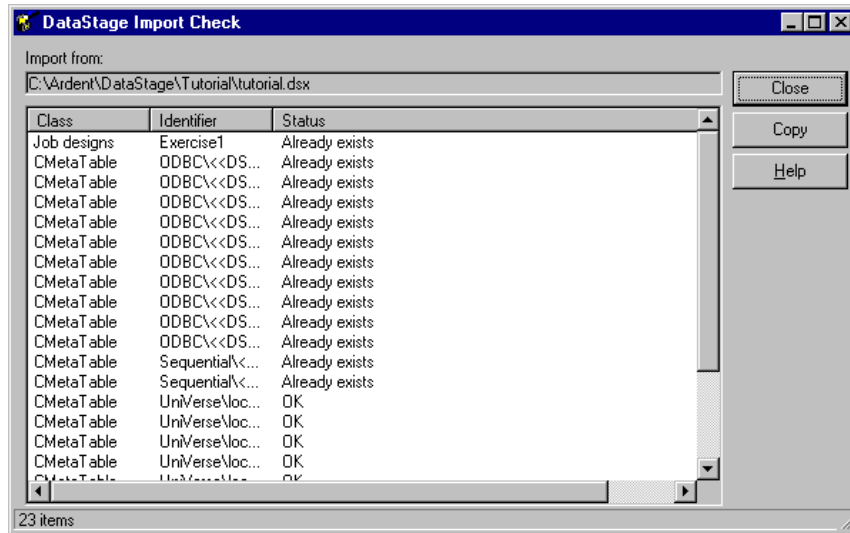 DataStage Import Check
Import from:
C:\Ardent\DataStage\Tutorial\tutorial.dsx
Close
Copy
Help
Class Identifier Status
Job designs Exercise1 Already exists
CMetaTable ODBC\<<DS... Already exists
CMetaTable ODBC\<<DS... Already exists
CMetaTable ODBC\<<DS... Already exists
CMetaTable ODBC\<<DS... Already exists
CMetaTable ODBC\<<DS... Already exists
CMetaTable ODBC\<<DS... Already exists
CMetaTable ODBC\<<DS... Already exists
CMetaTable ODBC\<<DS... Already exists
CMetaTable ODBC\<<DS... Already exists
CMetaTable ODBC\<<DS... Already exists
CMetaTable Sequential\<... Already exists
CMetaTable Sequential\<... Already exists
CMetaTable UniVerse\loc... OK
CMetaTable UniVerse\loc... OK
CMetaTable UniVerse\loc... OK
CMetaTable UniVerse\loc... OK
23 items